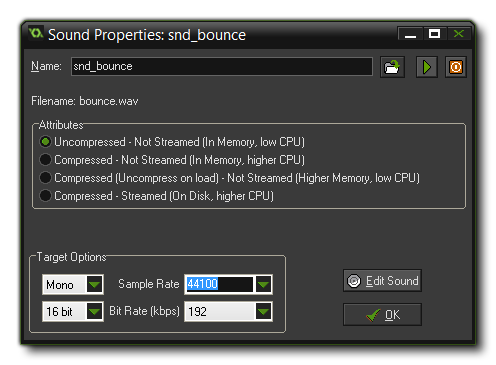 Sound Properties: snd_bounce
Name: snd_bounce
Filename: bounce.wav
Attributes
Uncompressed - Not Streamed (In Memory, low CPU)
Compressed - Not Streamed (In Memory, higher CPU)
Compressed (Uncompress on load) - Not Streamed (Higher Memory, low CPU)
Compressed - Streamed (On Disk, higher CPU)
Target Options
Mono Sample Rate 44100 Edit Sound
16 bit Bit Rate (kbps) 192 OK